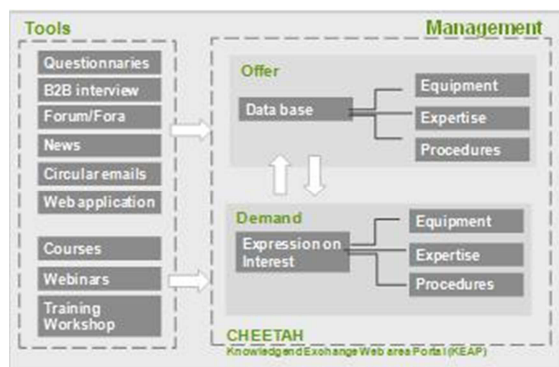 Tools
Questionnaries
B2B interview
Forum/Fora
News
Circular emails
Web application
Courses
Webinars
Training
Workshop
Management
Offer
Data base
Equipment
Expertise
Procedures
Demand
Expression on
Interest
Equipment
Expertise
Procedures
CHEETAH
Knowledgend Exchange Web area Portal (KEAP)